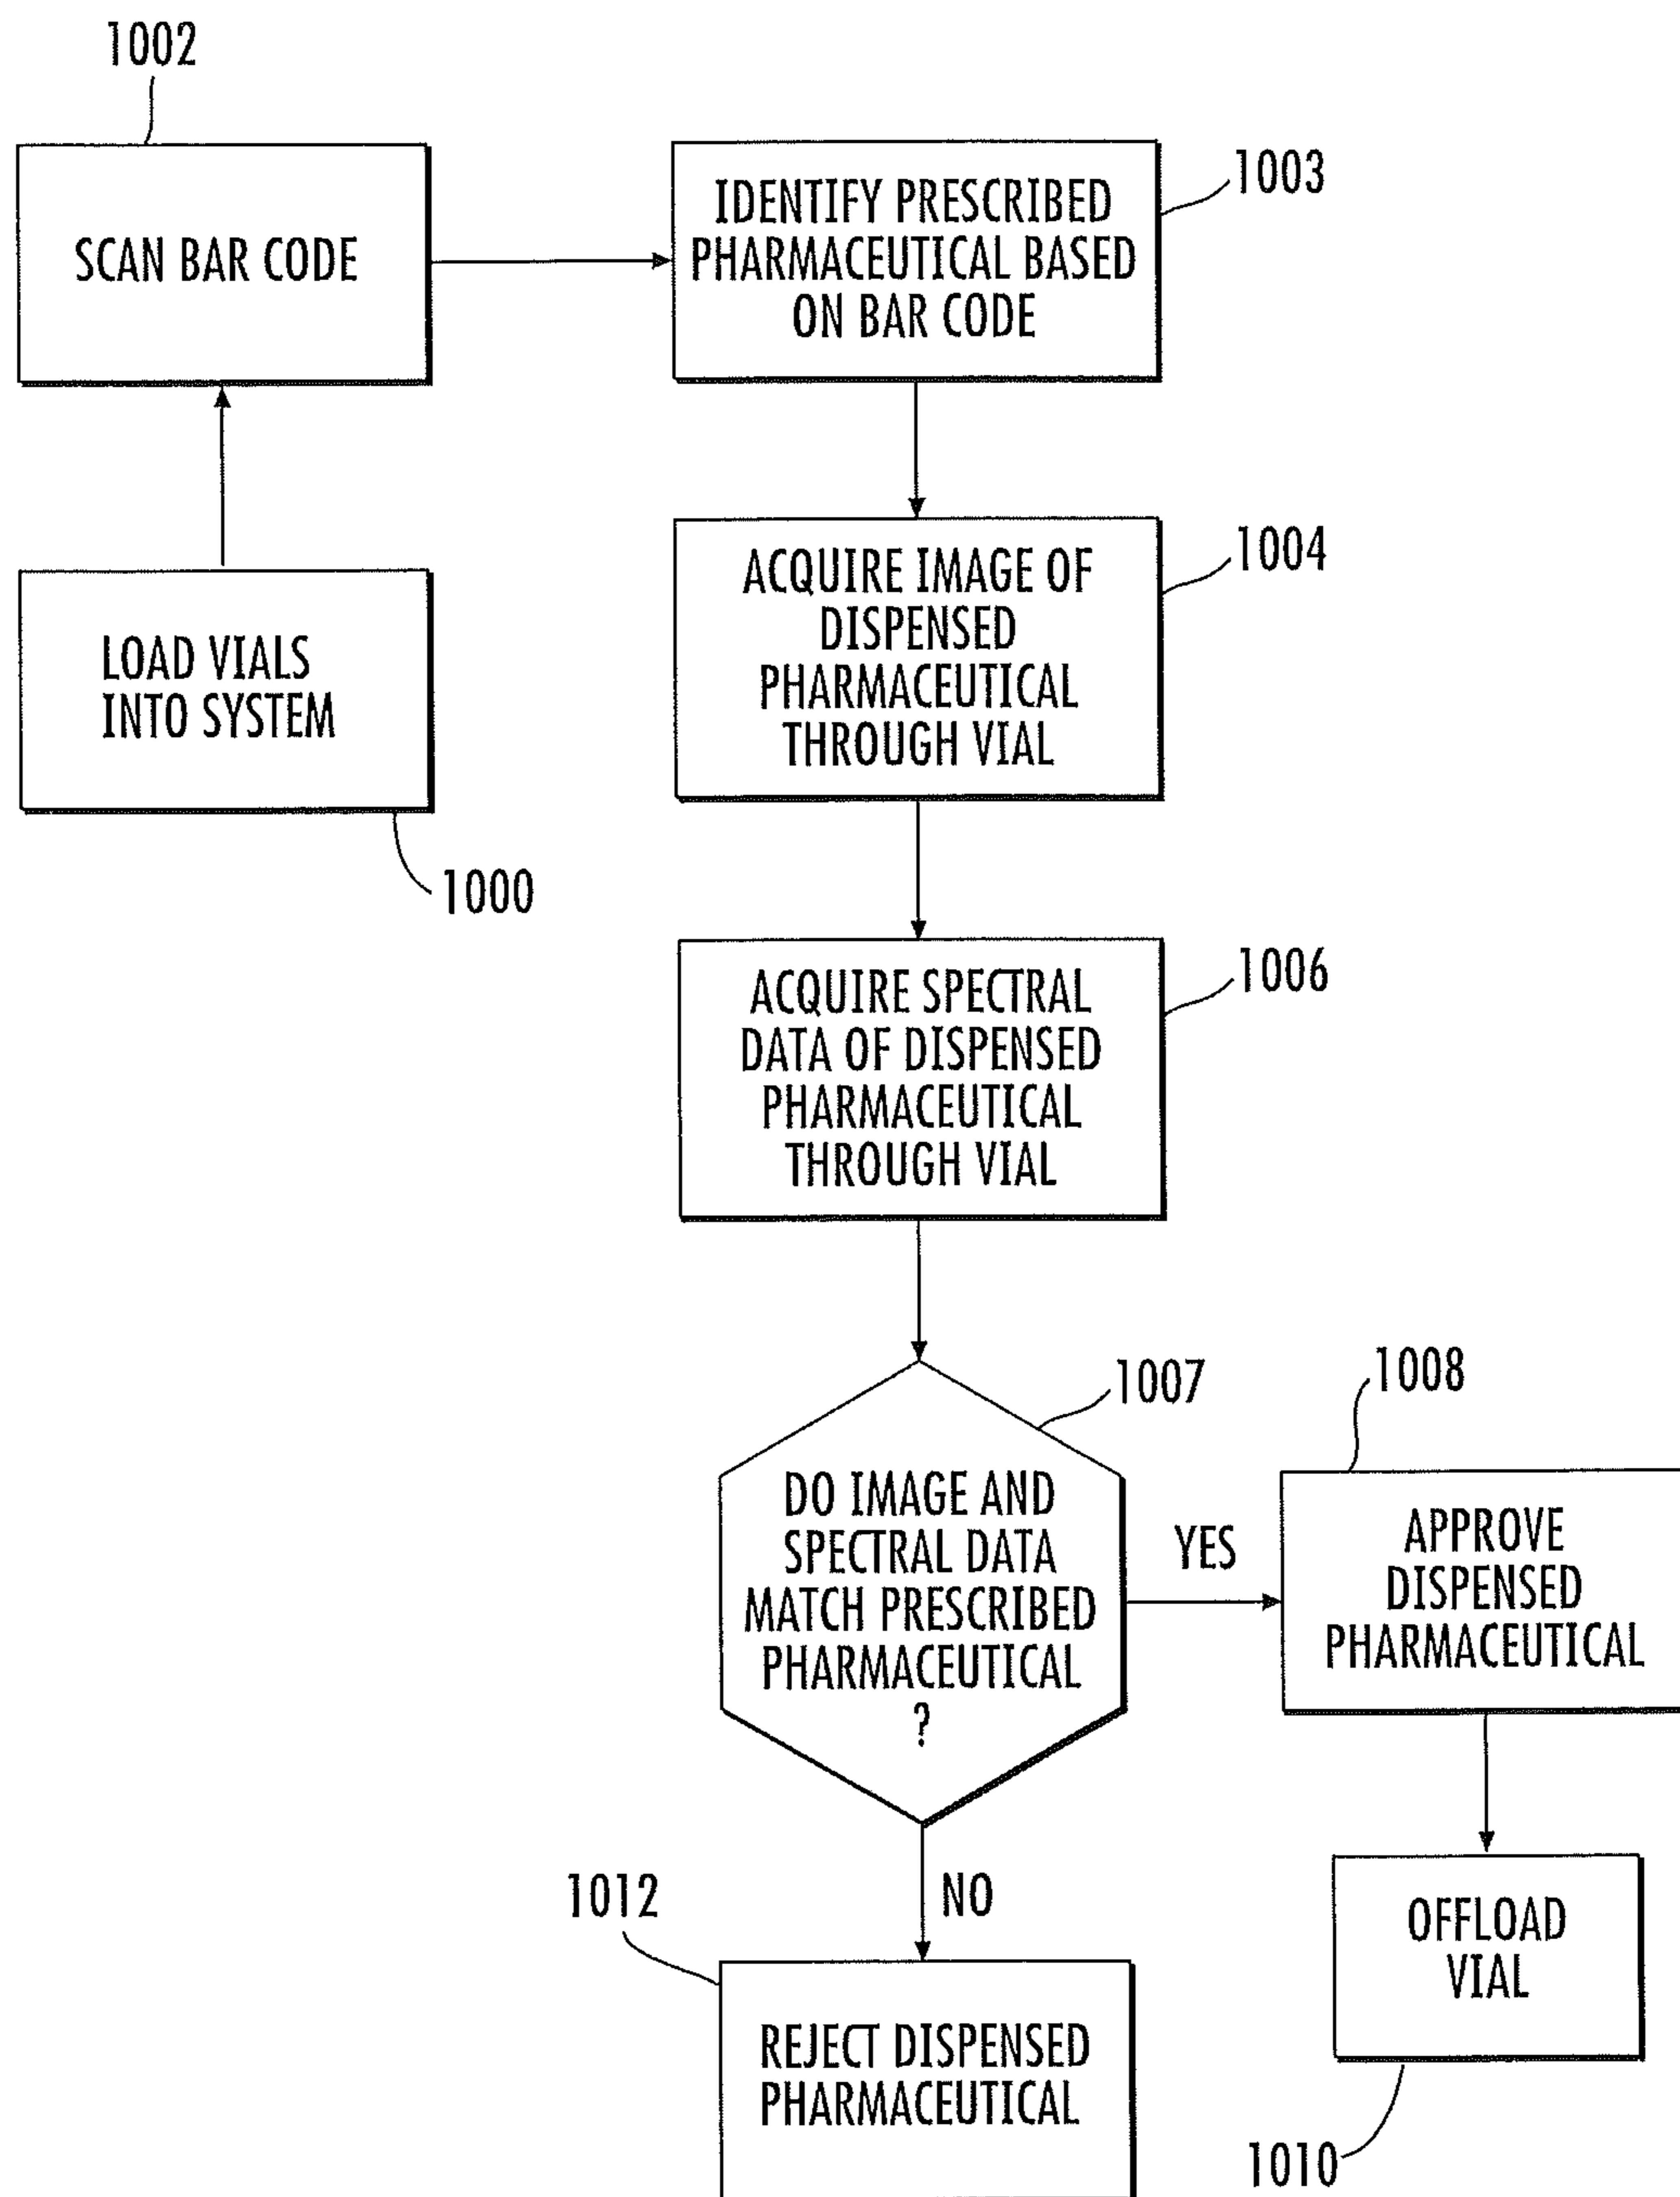 1002
SCAN BAR CODE
1003
IDENTIFY PRESCRIBED
PHARMACEUTICAL BASED
ON BAR CODE
LOAD VIALS
INTO SYSTEM
1000
1004
ACQUIRE IMAGE OF
DISPENSED
PHARMACEUTICAL
THROUGH VIAL
1006
ACQUIRE SPECTRAL
DATA OF DISPENSED
PHARMACEUTICAL
THROUGH VIAL
1007
DO IMAGE AND
SPECTRAL DATA
MATCH PRESCRIBED
PHARMACEUTICAL
?
YES
1008
APPROVE
DISPENSED
PHARMACEUTICAL
NO
1012
REJECT DISPENSED
PHARMACEUTICAL
OFFLOAD
VIAL
1010